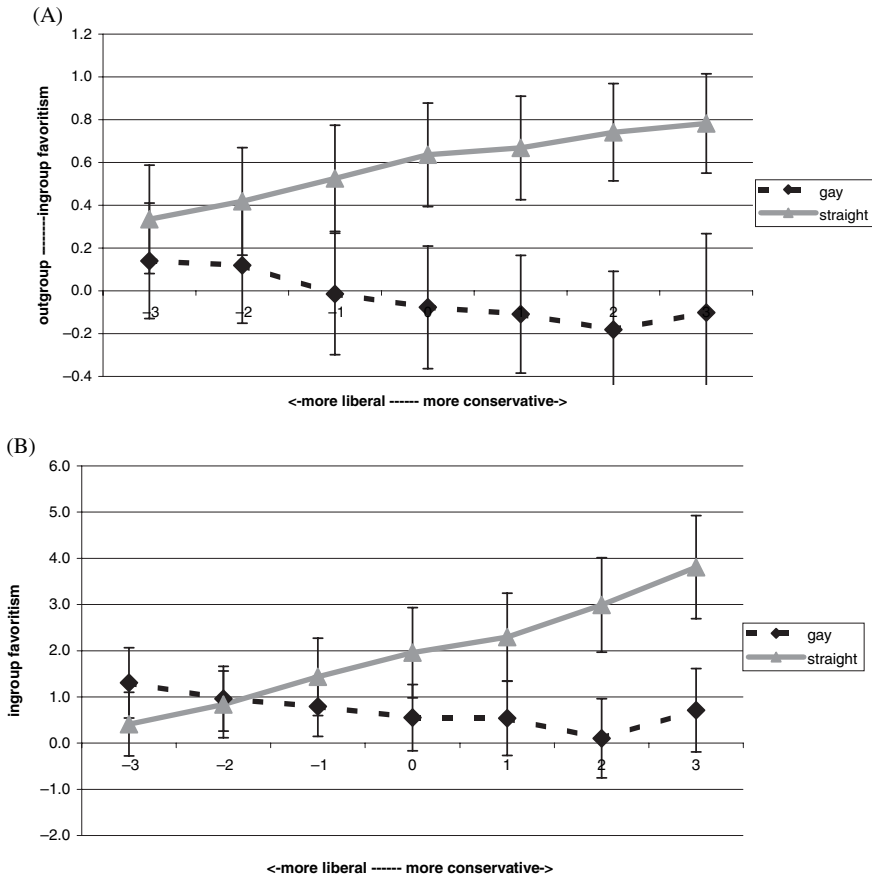 (A)
1.2
1.0
0.8
0.6
0.4
0.2
0.0
−0.2
−0.4
outgroup -------ingroup favoritism
−3 −2 −1 0 1 2 3
<-more liberal ------ more conservative->
gay
straight
(B)
6.0
5.0
4.0
3.0
2.0
1.0
0.0
−1.0
−2.0
ingroup favoritism
−3 −2 −1 0 1 2 3
<-more liberal ------ more conservative->
gay
straight